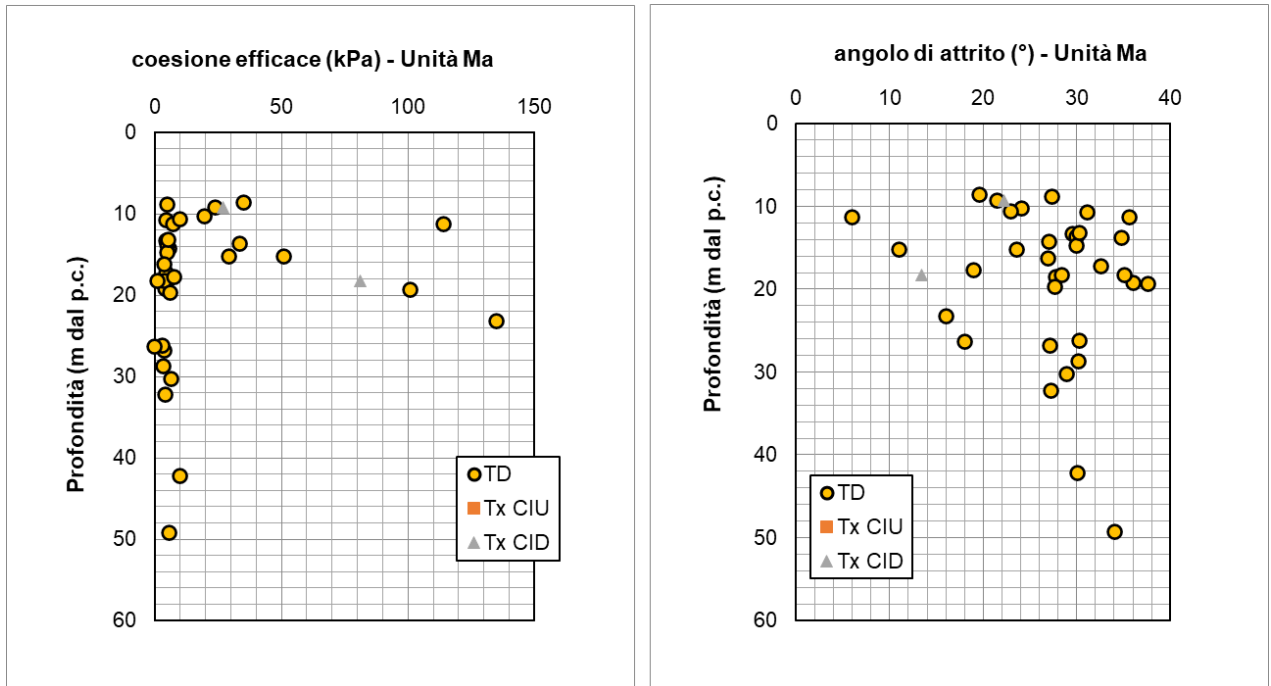 coesione efficace (kPa) - Unità Ma
0 50 100 150
0
10
20
30
40
50
60
Profondità (m dal p.c.)
TD
Tx CIU
Tx CID
angolo di attrito (°) - Unità Ma
0 10 20 30 40
0
10
20
30
40
50
60
Profondità (m dal p.c.)
TD
Tx CIU
Tx CID